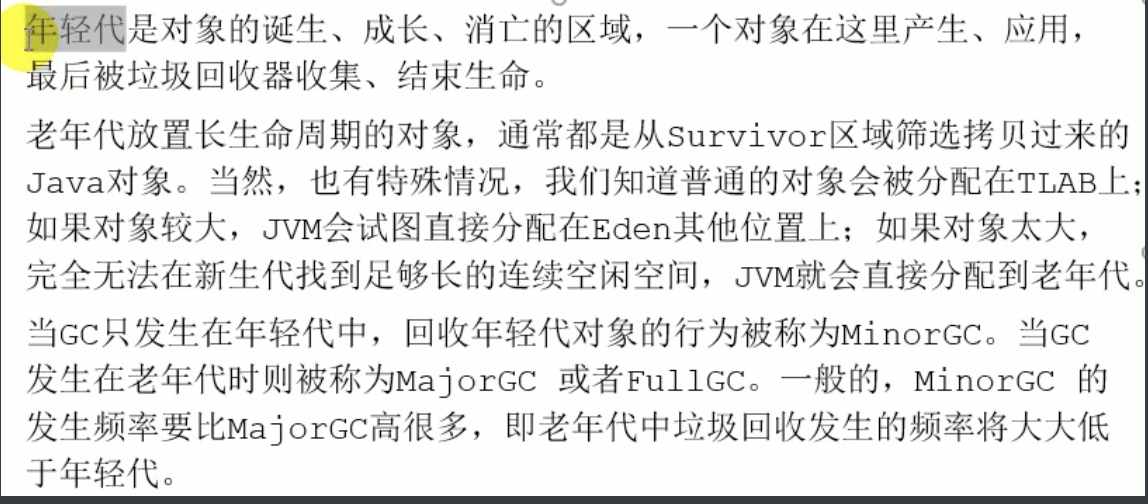 年轻代是对象的诞生、成长、消亡的区域，一个对象在这里产生、应用，
最后被垃圾回收器收集、结束生命。
老年代放置长生命周期的对象，通常都是从Survivor区域筛选拷贝过来的
Java对象。当然，也有特殊情况，我们知道普通的对象会被分配在TLAB上；
如果对象较大，JVM会试图直接分配在Eden其他位置上；如果对象太大，
完全无法在新生代找到足够长的连续空闲空间，JVM就会直接分配到老年代。
当GC只发生在年轻代中，回收年轻代对象的行为被称为MinorGC。当GC
发生在老年代时则被称为MajorGC 或者FullGC。一般的，MinorGC 的
发生频率要比MajorGC高很多，即老年代中垃圾回收发生的频率将大大低
于年轻代。